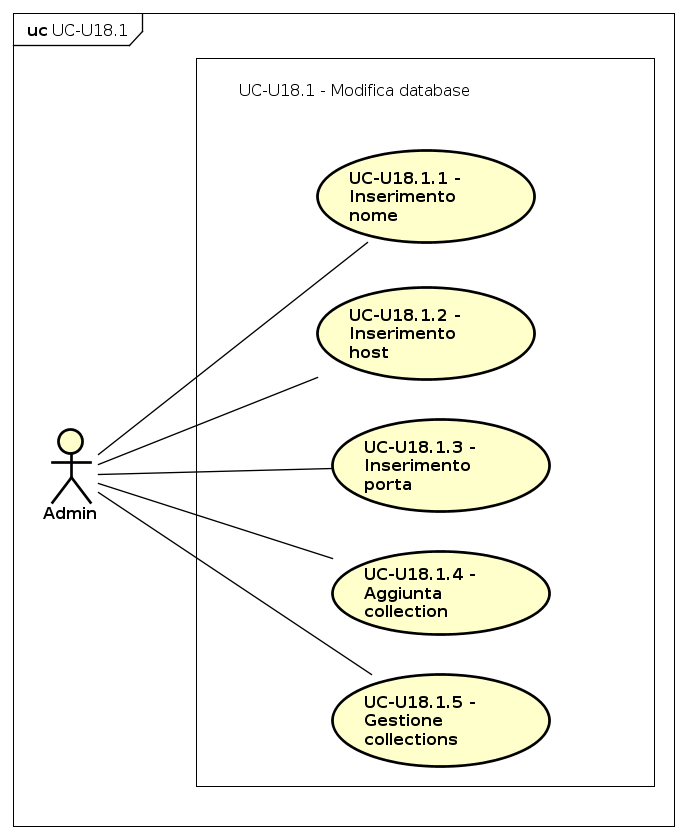 uc UC-U18.1
UC-U18.1 - Modifica database
UC-U18.1.1 -
Inserimento
nome
UC-U18.1.2 -
Inserimento
host
UC-U18.1.3 -
Inserimento
porta
Admin
UC-U18.1.4 -
Aggiunta
collection
UC-U18.1.5 -
Gestione
collections